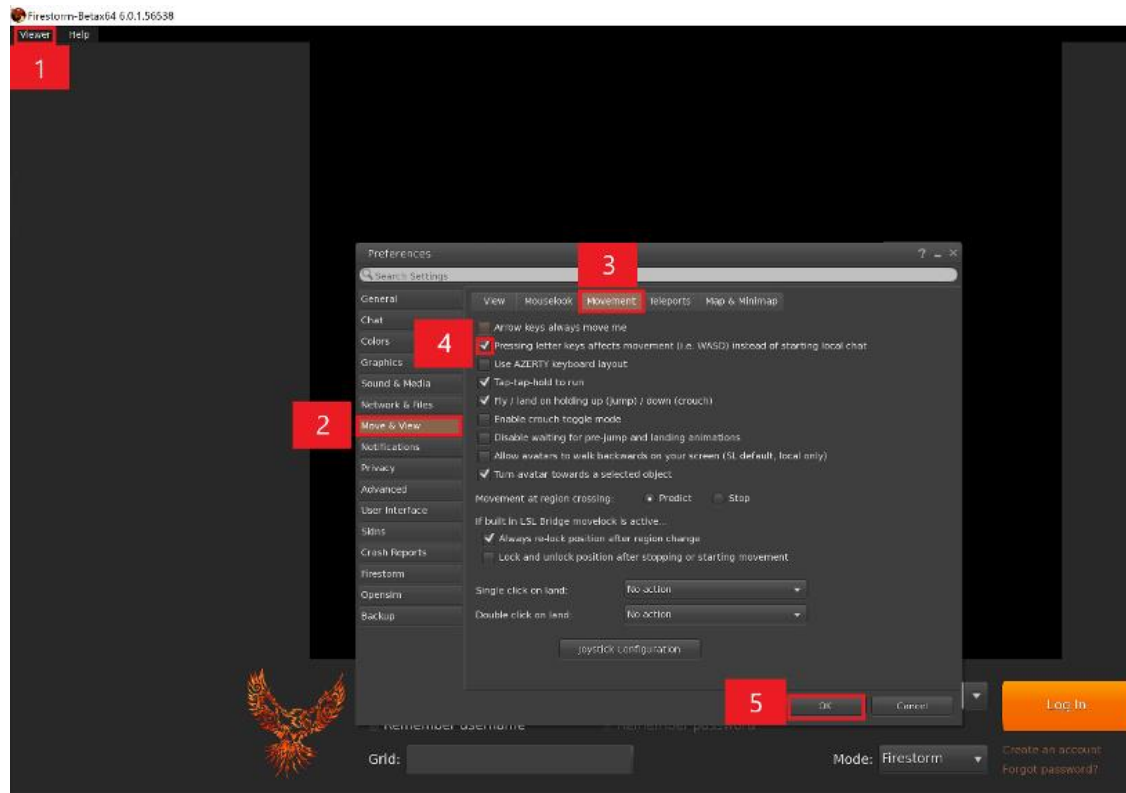 Firestorm-Betax64 6.0.1.56538
Viewer Help
1
Preferences ? _ ×
3
Search Settings
General
View Mouselook Movement Teleports Map & Minimap
Chat
Arrow keys always move me
4
Colors
Pressing letter keys affects movement (i.e. WASD) instead of starting local chat
Graphics
Use AZERTY keyboard layout
Sound & Media
Tap-tap-hold to run
Network & Files
Fly / land on holding up (jump) / down (crouch)
2
Move & View
Enable crouch toggle mode
Notifications
Disable waiting for pre-jump and landing animations
Privacy
Allow avatars to walk backwards on your screen (SL default, local only)
Turn avatar towards a selected object
Advanced
Movement at region crossing: Predict Stop
User Interface
If built in LSL Bridge movelock is active...
Skins
Always re-lock position after region change
Crash Reports
Lock and unlock position after stopping or starting movement
Firestorm
Opensim
Single click on land: No action
Backup
Double click on land: No action
Joystick Configuration
5
OK Cancel
Log In
Remember username Remember password
Grid:
Mode: Firestorm
Create an account
Forgot password?